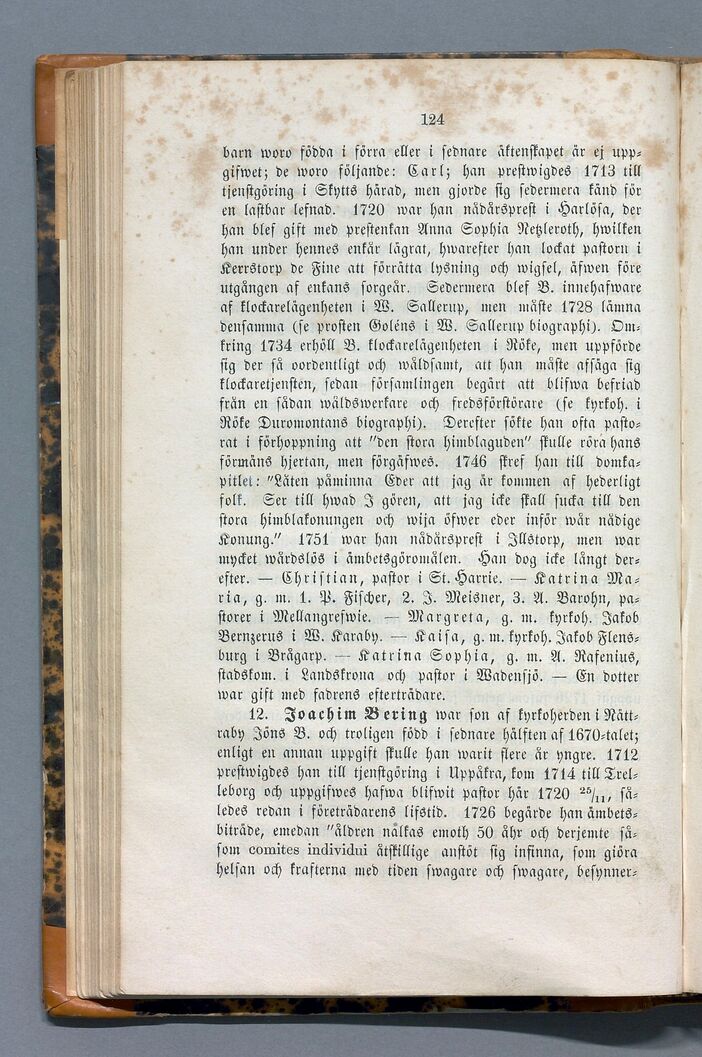 124
barn woro födda i förra eller i sednare äktenskapet är ej upp-
gifwet; de woro följande: Carl; han prestwigdes 1713 till
tjenstgöring i Skytts härad, men gjorde sig sedermera känd för
en lastbar lefnad. 1720 war han nådårsprest i Harlösa, der
han blef gift med prestenkan Anna Sophia Netzleroth, hwilken
han under hennes enkår lägrat, hwarefter han lockat pastorn i
Kerrstorp de Fine att förrätta lysning och wigsel, äfwen före
utgången af enkans sorgeår. Sedermera blef B. innehafware
af klockarelägenheten i W. Sallerup, men måste 1728 lämna
densamma (se prosten Goléns i W. Sallerup biographi). Om-
kring 1734 erhöll B. klockarelägenheten i Röke, men uppförde
sig der så oordentligt och wåldsamt, att han måste afsäga sig
klockaretjensten, sedan församlingen begärt att blifwa befriad
från en sådan wåldswerkare och fredsförstörare (se kyrkoh. i
Röke Duromontans biographi). Derefter sökte han ofta pasto-
rat i förhoppning att "den stora himblaguden" skulle röra hans
förmäns hjertan, men förgäfwes. 1746 skref han till domka-
pitlet: "Låten påminna Eder att jag är kommen af hederligt
folk. Ser till hwad I gören, att jag icke skall sucka till den
stora himblakonungen och wija öfwer eder inför wår nådige
Konung." 1751 war han nådårsprest i Illstorp, men war
mycket wårdslös i ämbetsgöromålen. Han dog icke långt der-
efter. — Christian, pastor i St. Harrie. — Katrina Ma-
ria, g. m. 1. P. Fischer, 2. J. Meisner, 3. A. Barohn, pa-
storer i Mellangrefwie. — Margreta, g. m. kyrkoh. Jakob
Bernzerus i W. Karaby. — Kaisa, g. m. kyrkoh. Jakob Flens-
burg i Brågarp. — Katrina Sophia, g. m. A. Rafenius,
stadskom. i Landskrona och pastor i Wadensjö. — En dotter
war gift med fadrens efterträdare.
12. Joachim Bering war son af kyrkoherden i Nätt-
raby Jöns B. och troligen född i sednare hälften af 1670-talet;
enligt en annan uppgift skulle han warit flere år yngre. 1712
prestwigdes han till tjenstgöring i Uppåkra, kom 1714 till Trel-
leborg och uppgifwes hafwa blifwit pastor här 1720 25/11, så-
ledes redan i företrädarens lifstid. 1726 begärde han ämbets-
biträde, emedan "åldren nälkas emoth 50 åhr och derjemte så-
som comites individui åtskillige anstöt sig infinna, som giöra
helsan och krafterna med tiden swagare och swagare, besynner-